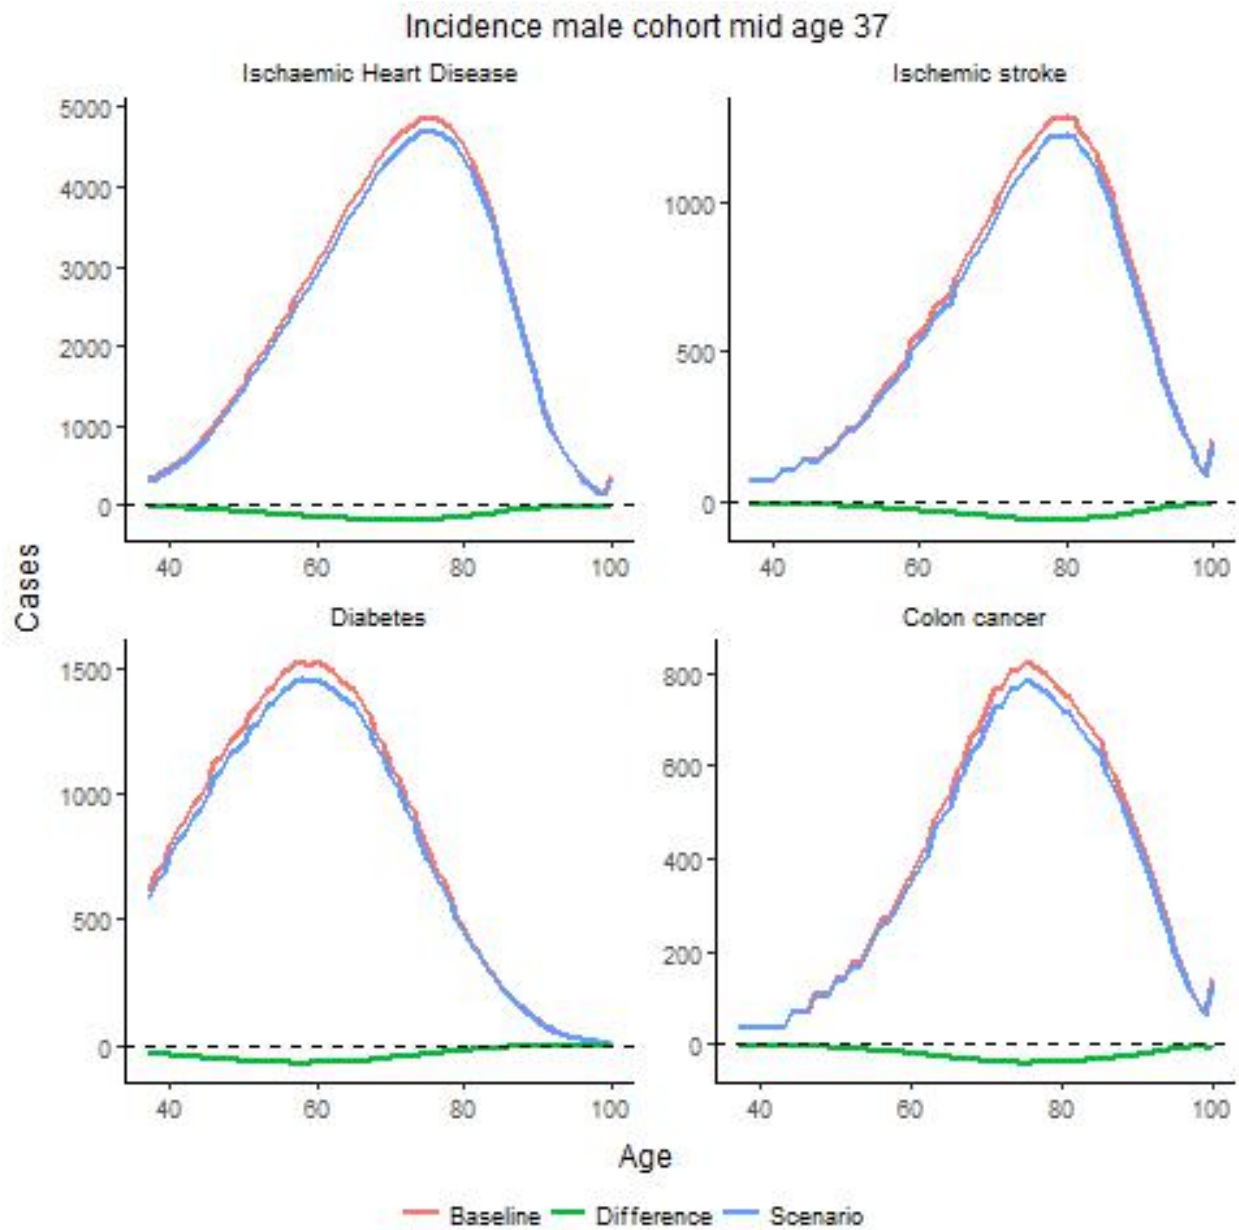 Incidence male cohort mid age 37
Ischaemic Heart Disease
Ischemic stroke
5000
4000
3000
2000
1000
0
40 60 80 100
1000
500
0
40 60 80 100
Cases
Diabetes
Colon cancer
1500
1000
500
0
40 60 80 100
800
600
400
200
0
40 60 80 100
Age
Baseline Difference Scenario